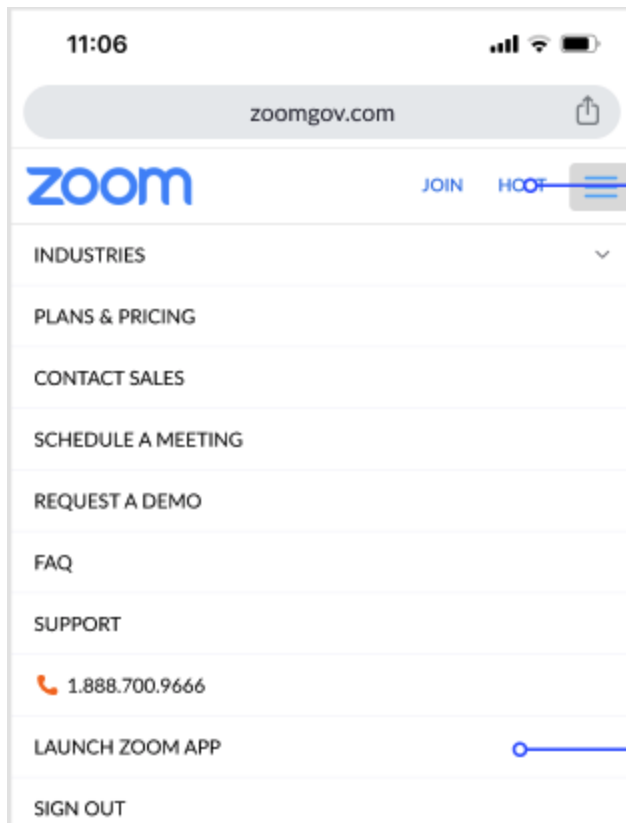 11:06
zoomgov.com
zoom JOIN HOST
INDUSTRIES
PLANS & PRICING
CONTACT SALES
SCHEDULE A MEETING
REQUEST A DEMO
FAQ
SUPPORT
1.888.700.9666
LAUNCH ZOOM APP
SIGN OUT